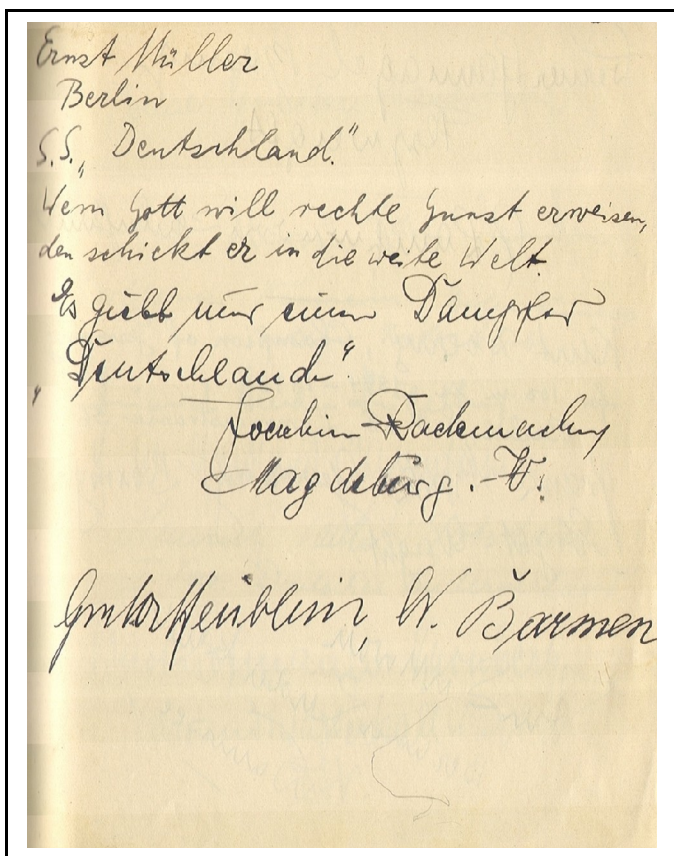 Ernst Müller
Berlin
S.S. „Deutschland."
Wem Gott will rechte Gunst erweisen,
den schickt er in die weite Welt.
Es giebt nur einen Dampfer
„Deutschland".
Joachim Rademacher
Magdeburg.-W.
W. Barmen